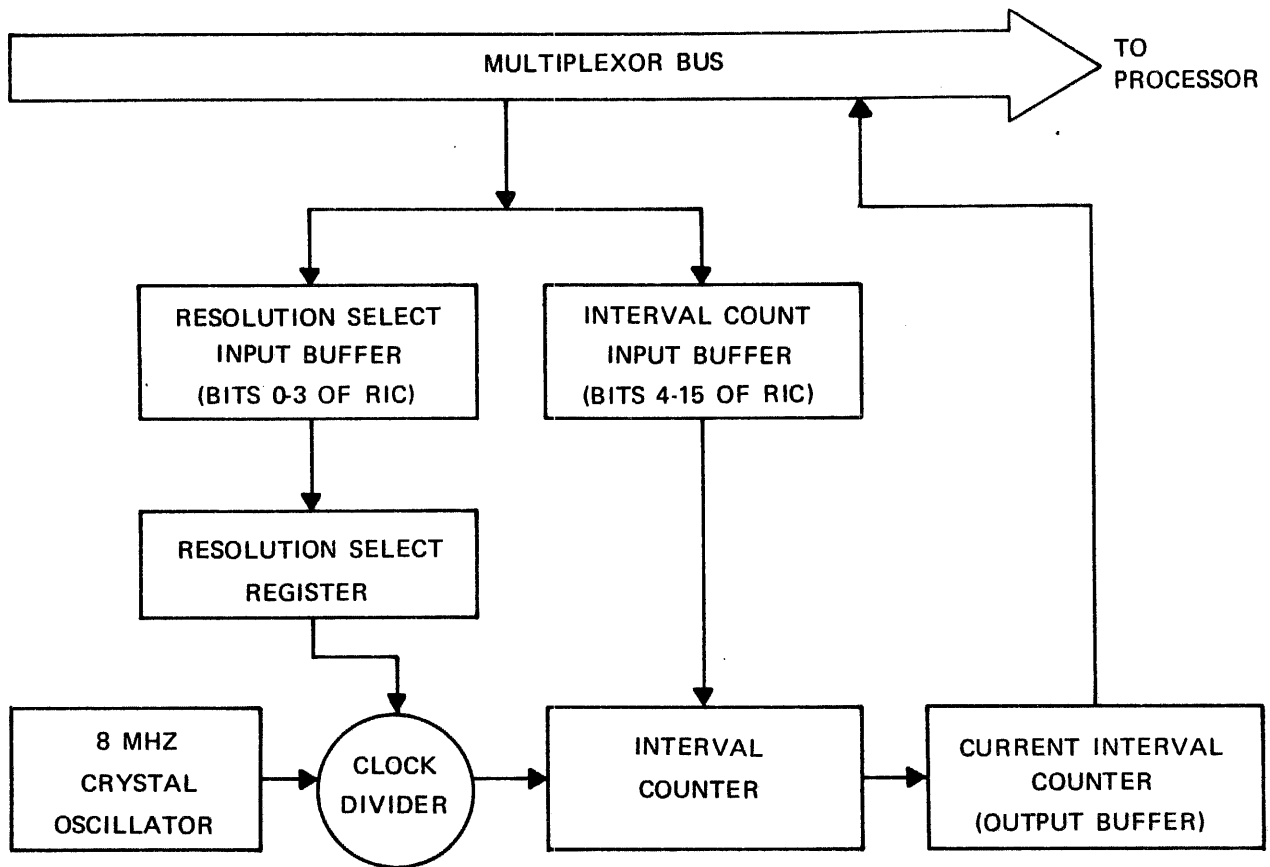 MULTIPLEXOR BUS
TO
PROCESSOR
RESOLUTION SELECT
INPUT BUFFER
(BITS 0-3 OF RIC)
INTERVAL COUNT
INPUT BUFFER
(BITS 4-15 OF RIC)
RESOLUTION SELECT
REGISTER
8 MHZ
CRYSTAL
OSCILLATOR
CLOCK
DIVIDER
INTERVAL
COUNTER
CURRENT INTERVAL
COUNTER
(OUTPUT BUFFER)